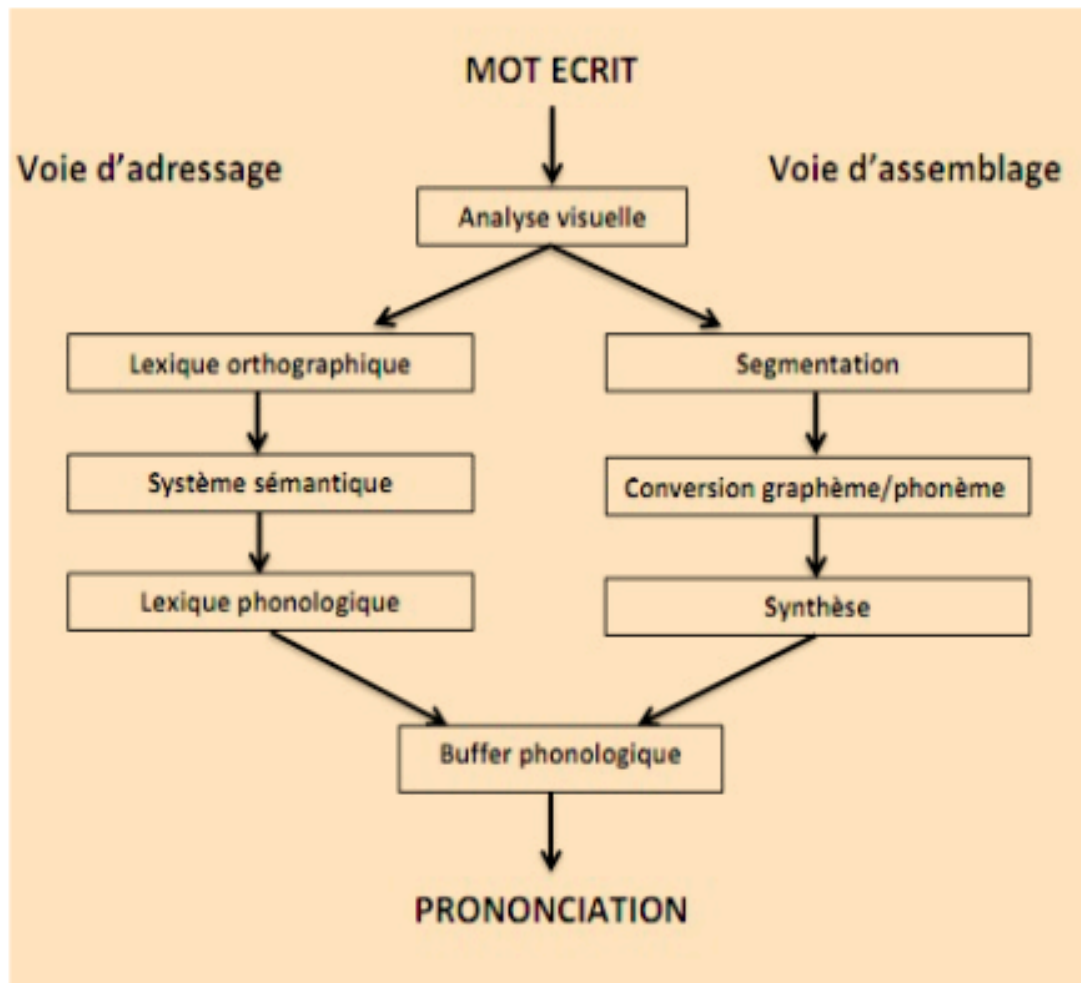 MOT ECRIT
Voie d'adressage
Voie d'assemblage
Analyse visuelle
Lexique orthographique
Segmentation
Système sémantique
Conversion graphème/phonème
Lexique phonologique
Synthèse
Buffer phonologique
PRONONCIATION